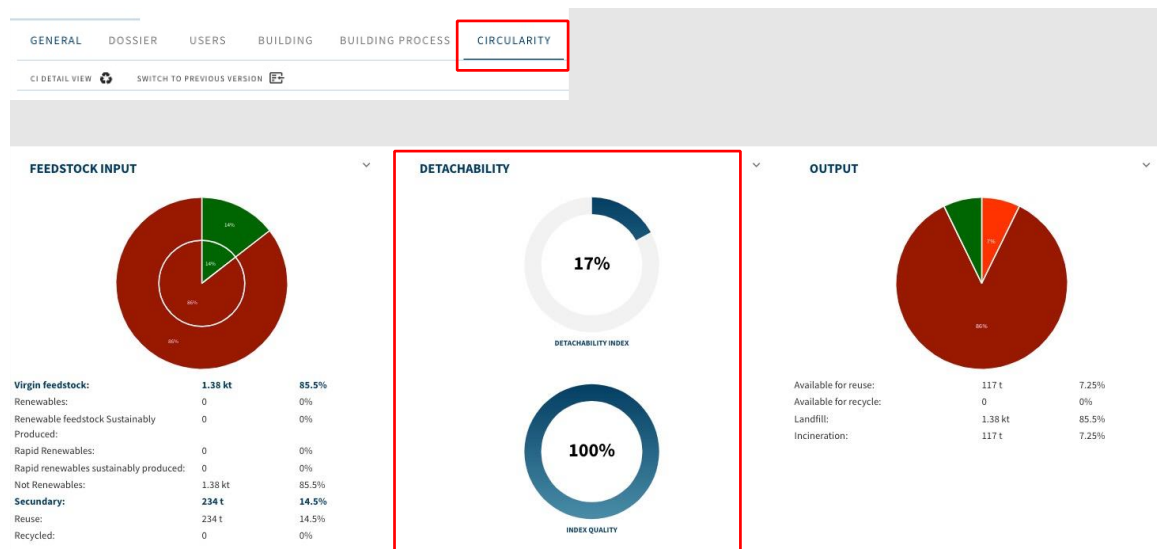 GENERAL DOSSIER USERS BUILDING BUILDING PROCESS CIRCULARITY
CI DETAIL VIEW SWITCH TO PREVIOUS VERSION
FEEDSTOCK INPUT
14%
14%
86%
86%
Virgin feedstock: 1.38 kt 85.5%
Renewables: 0 0%
Renewable feedstock Sustainably
Produced: 0 0%
Rapid Renewables: 0 0%
Rapid renewables sustainably produced: 0 0%
Not Renewables: 1.38 kt 85.5%
Secundary: 234 t 14.5%
Reuse: 234 t 14.5%
Recycled: 0 0%
DETACHABILITY
17%
DETACHABILITY INDEX
100%
INDEX QUALITY
OUTPUT
7%
86%
Available for reuse: 117 t 7.25%
Available for recycle: 0 0%
Landfill: 1.38 kt 85.5%
Incineration: 117 t 7.25%